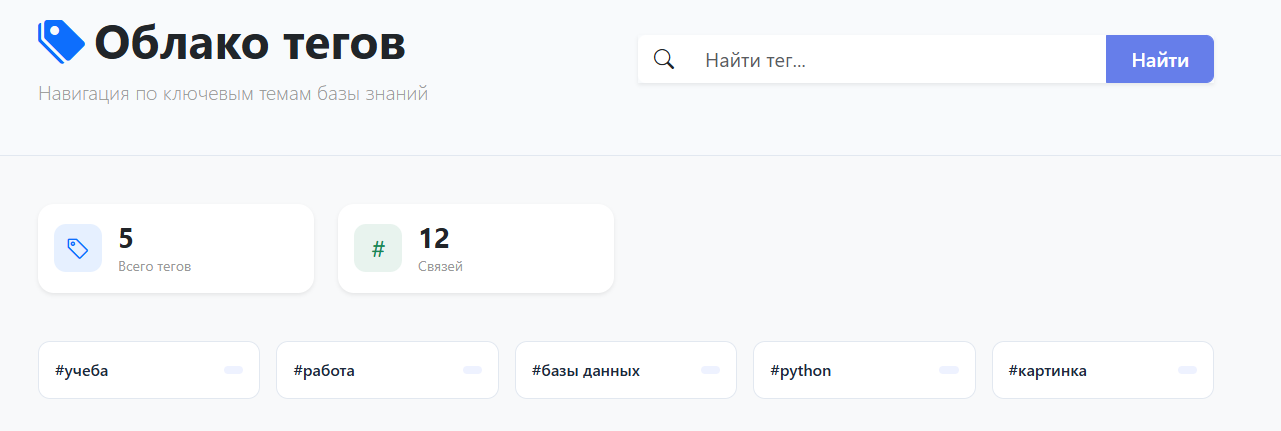 Облако тегов
Навигация по ключевым темам базы знаний
Найти тег...
Найти
5
Всего тегов
#
12
Связей
#учеба
#работа
#базы данных
#python
#картинка